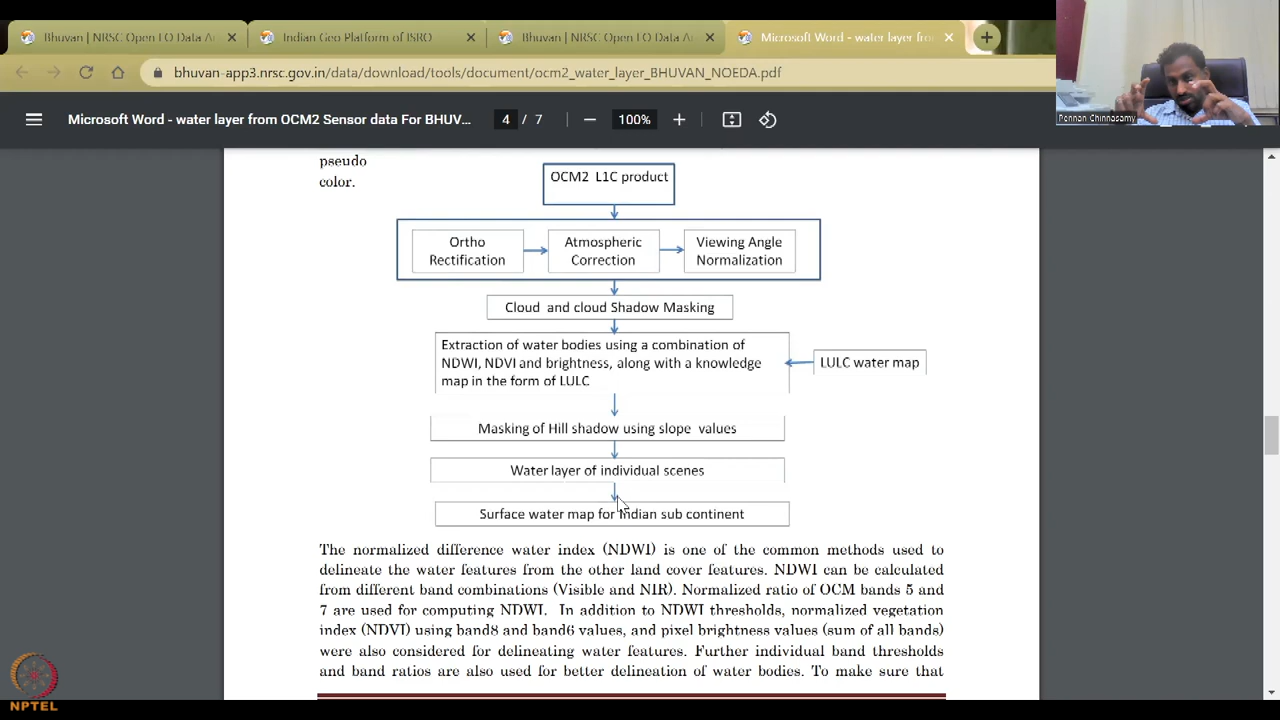 Bhuvan | NRSC Open EO Data Ar
Indian Geo Platform of ISRO
Bhuvan | NRSC Open EO Data Ar
Microsoft Word - water layer from
bhuvan-app3.nrsc.gov.in/data/download/tools/document/ocm2_water_layer_BHUVAN_NOEDA.pdf
Pennan Chinnasamy
Microsoft Word - water layer from OCM2 Sensor data For BHUV...
4 / 7
100%
pseudo
color.
OCM2 L1C product
Ortho
Rectification
Atmospheric
Correction
Viewing Angle
Normalization
Cloud and cloud Shadow Masking
Extraction of water bodies using a combination of
NDWI, NDVI and brightness, along with a knowledge
map in the form of LULC
LULC water map
Masking of Hill shadow using slope values
Water layer of individual scenes
Surface water map for Indian sub continent
The normalized difference water index (NDWI) is one of the common methods used to
delineate the water features from the other land cover features. NDWI can be calculated
from different band combinations (Visible and NIR). Normalized ratio of OCM bands 5 and
7 are used for computing NDWI. In addition to NDWI thresholds, normalized vegetation
index (NDVI) using band8 and band6 values, and pixel brightness values (sum of all bands)
were also considered for delineating water features. Further individual band thresholds
and band ratios are also used for better delineation of water bodies. To make sure that
NPTEL